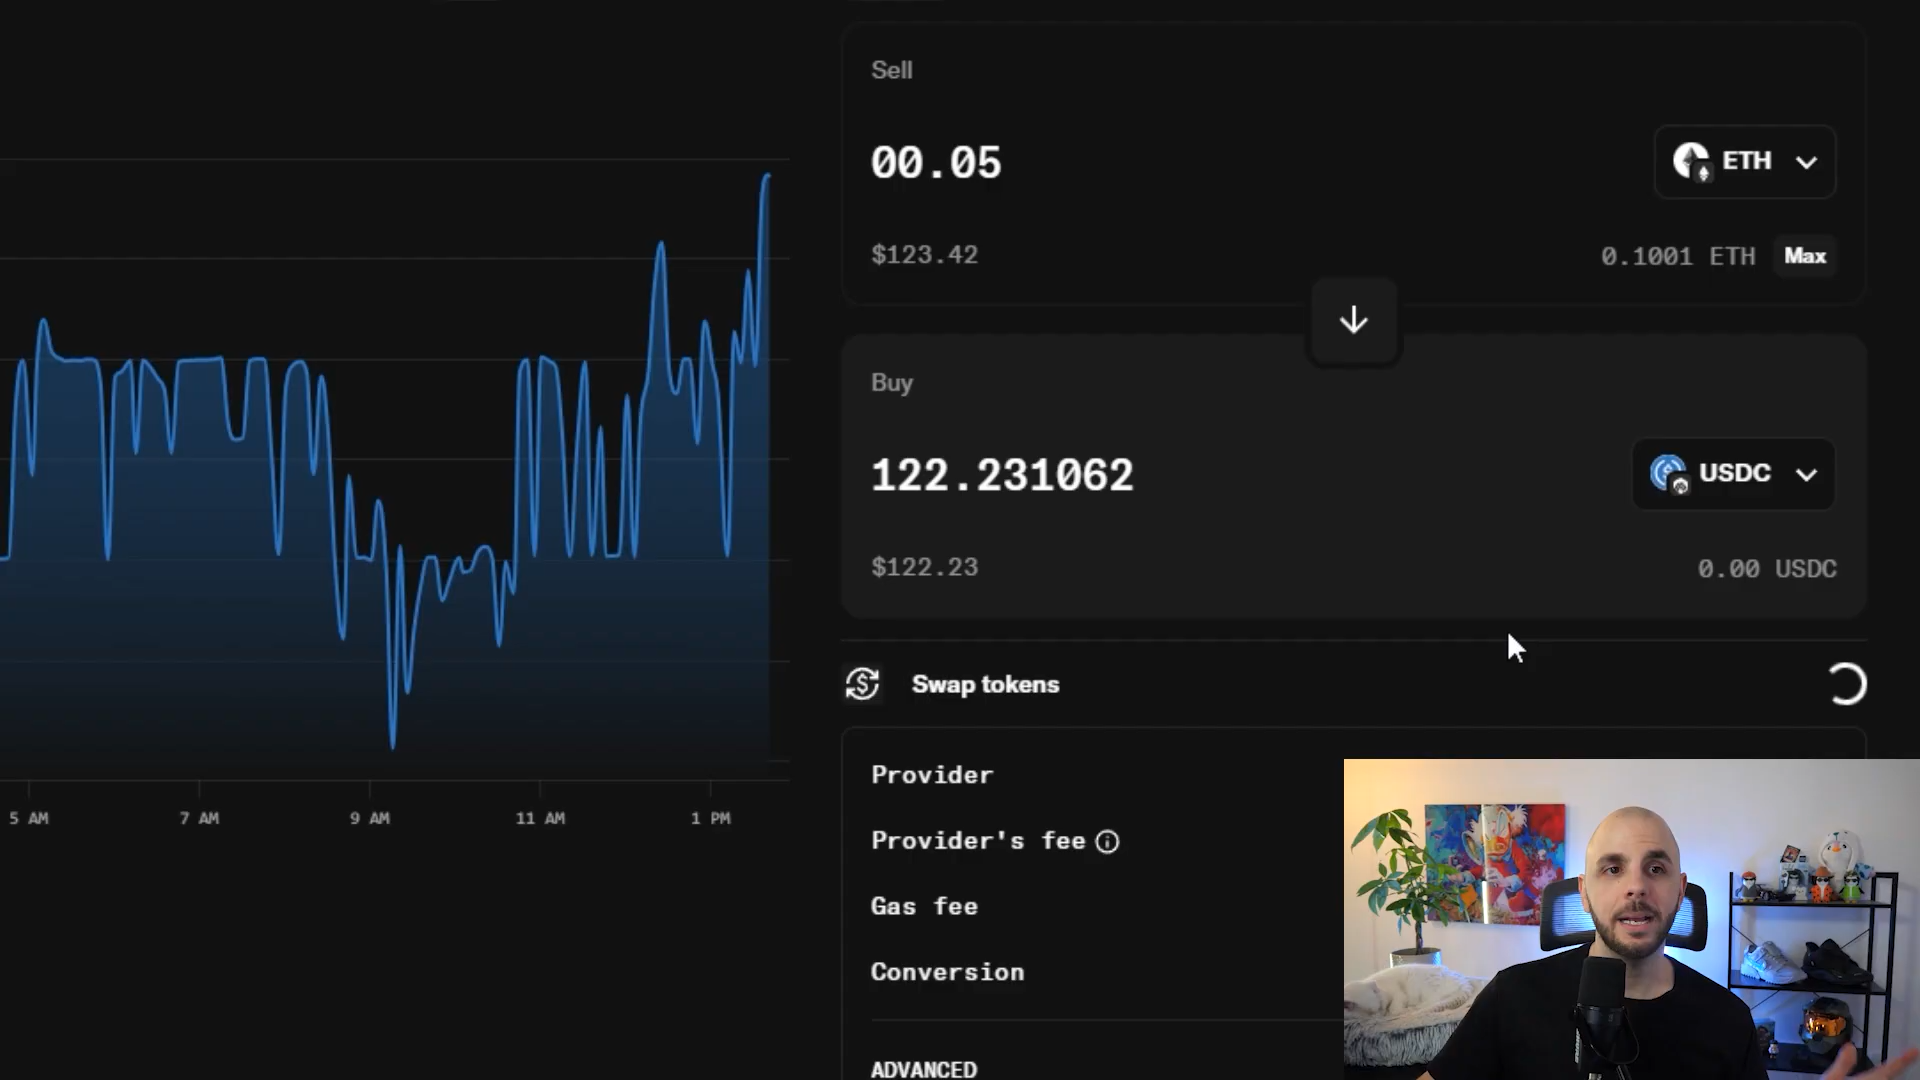 Sell
00.05
ETH
$123.42
0.1001 ETH Max
Buy
122.231062
USDC
$122.23
0.00 USDC
Swap tokens
Provider
Provider's fee
Gas fee
Conversion
ADVANCED
5 AM 7 AM 9 AM 11 AM 1 PM